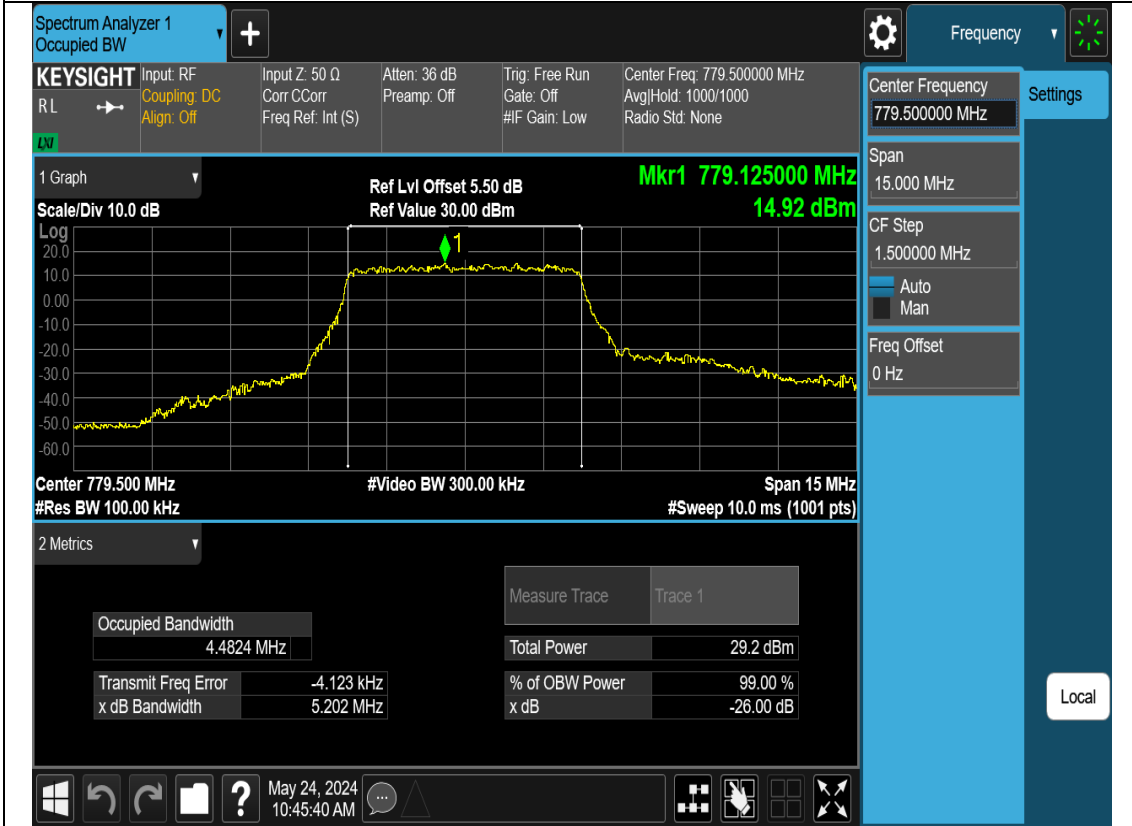 Spectrum Analyzer 1
Occupied BW
Frequency
KEYSIGHT
RL
LXI
Input: RF
Coupling: DC
Align: Off
Input Z: 50 Ω
Corr CCorr
Freq Ref: Int (S)
Atten: 36 dB
Preamp: Off
Trig: Free Run
Gate: Off
#IF Gain: Low
Center Freq: 779.500000 MHz
Avg|Hold: 1000/1000
Radio Std: None
Center Frequency
779.500000 MHz
Settings
Span
15.000 MHz
CF Step
1.500000 MHz
Auto
Man
Freq Offset
0 Hz
Local
1 Graph
Scale/Div 10.0 dB
Ref Lvl Offset 5.50 dB
Ref Value 30.00 dBm
Mkr1 779.125000 MHz
14.92 dBm
Log
1
20.0
10.0
0.00
-10.0
-20.0
-30.0
-40.0
-50.0
-60.0
Center 779.500 MHz
#Video BW 300.00 kHz
Span 15 MHz
#Res BW 100.00 kHz
#Sweep 10.0 ms (1001 pts)
2 Metrics
Measure Trace Trace 1
Occupied Bandwidth
4.4824 MHz
Total Power 29.2 dBm
Transmit Freq Error -4.123 kHz
% of OBW Power 99.00 %
x dB Bandwidth 5.202 MHz
x dB -26.00 dB
?
May 24, 2024
10:45:40 AM